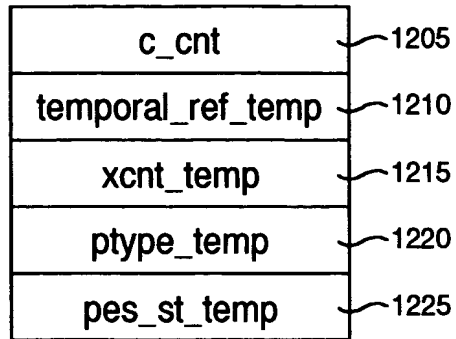 c_cnt 1205
temporal_ref_temp 1210
xcnt_temp 1215
ptype_temp 1220
pes_st_temp 1225